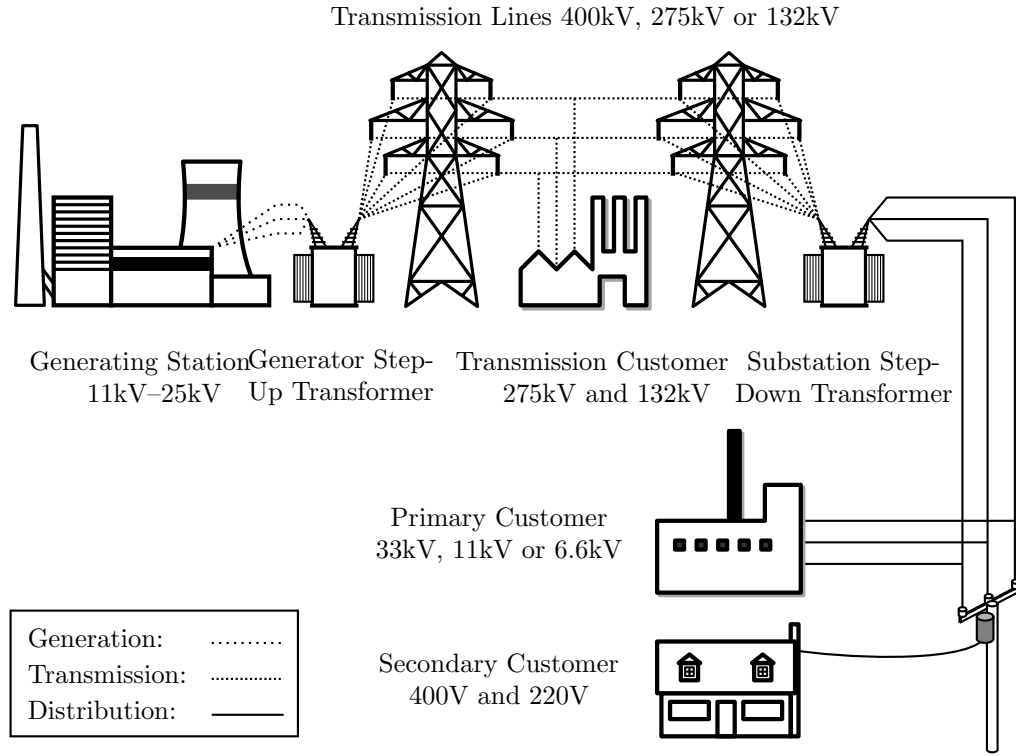 Transmission Lines 400kV, 275kV or 132kV
Generating Station
11kV–25kV
Generator Step-
Up Transformer
Transmission Customer
275kV and 132kV
Substation Step-
Down Transformer
Primary Customer
33kV, 11kV or 6.6kV
Secondary Customer
400V and 220V
Generation:
Transmission:
Distribution: